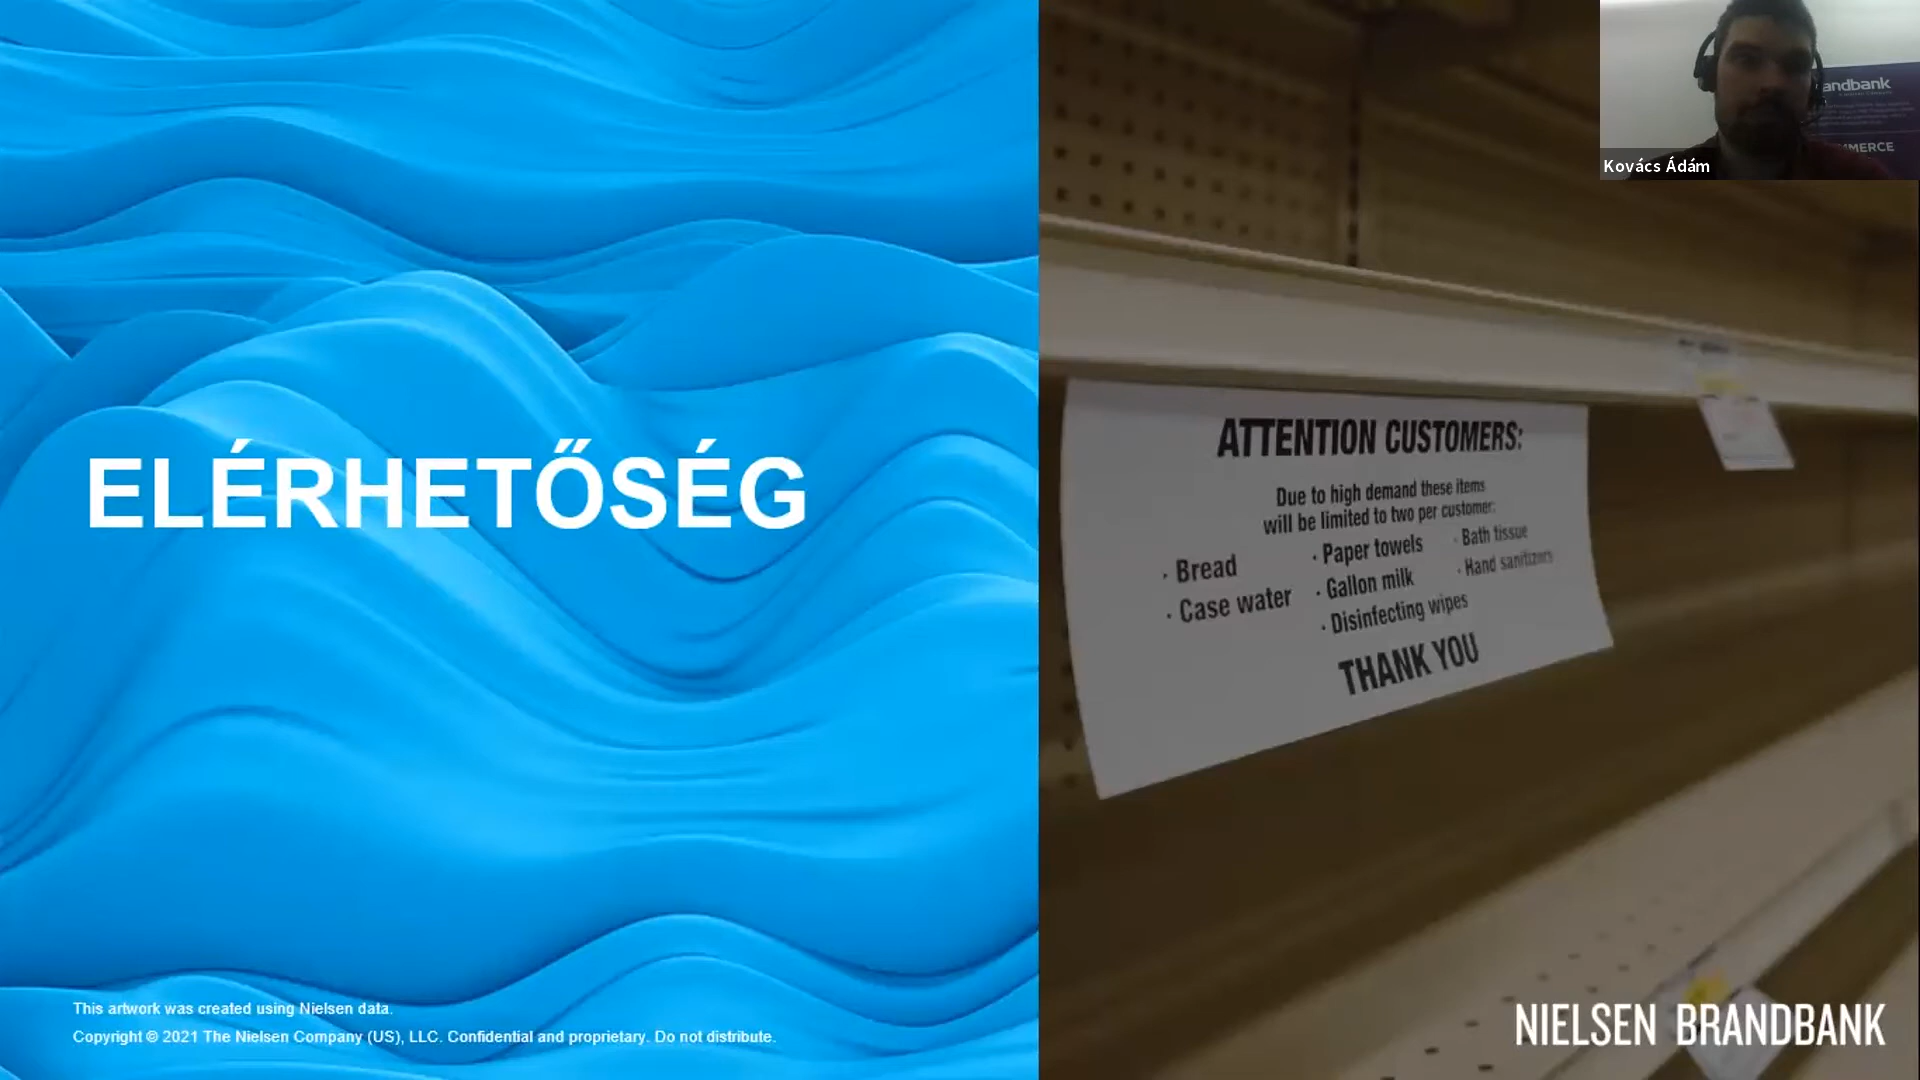 ELÉRHETŐSÉG
This artwork was created using Nielsen data.
Copyright © 2021 The Nielsen Company (US), LLC. Confidential and proprietary. Do not distribute.
ATTENTION CUSTOMERS:
Due to high demand these items
will be limited to two per customer:
· Bread
· Case water
· Paper towels
· Gallon milk
· Disinfecting wipes
· Bath tissue
· Hand sanitizers
THANK YOU
NIELSEN BRANDBANK
andbank
MMERCE
Kovács Ádám